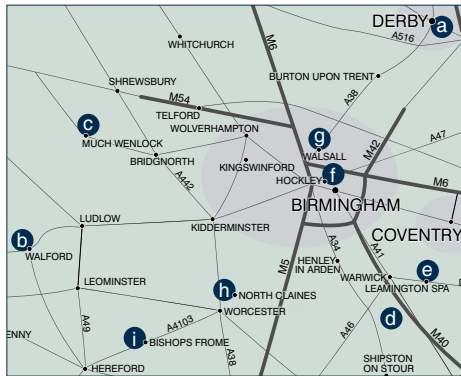 DERBY
a
A516
M6
WHITCHURCH
BURTON UPON TRENT
SHREWSBURY
A38
M54
TELFORD
c
WOLVERHAMPTON
g
M42
A47
MUCH WENLOCK
WALSALL
BRIDGNORTH
KINGSWINFORD
f
HOCKLEY
A442
M6
BIRMINGHAM
LUDLOW
KIDDERMINSTER
COVENTRY
b
A34
A41
WALFORD
HENLEY
IN ARDEN
M5
e
WARWICK
LEAMINGTON SPA
LEOMINSTER
h
NORTH CLAINES
WORCESTER
d
A49
A4103
i
BISHOPS FROME
A46
M40
ENNY
A38
SHIPSTON
ON STOUR
HEREFORD